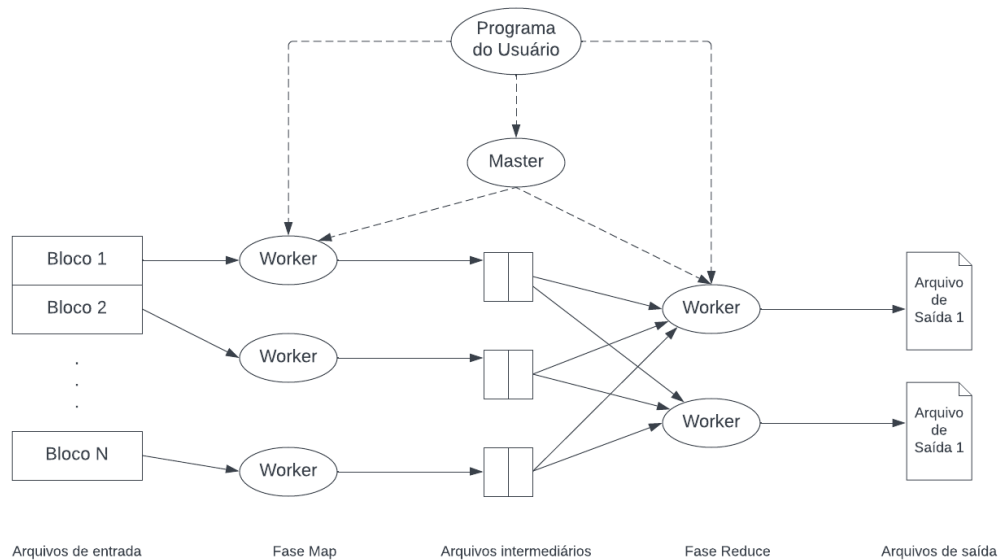 Programa
do Usuário
Master
Bloco 1
Bloco 2
.
.
.
Bloco N
Worker
Worker
Worker
Worker
Worker
Arquivo
de
Saída 1
Arquivo
de
Saída 1
Arquivos de entrada
Fase Map
Arquivos intermediários
Fase Reduce
Arquivos de saída